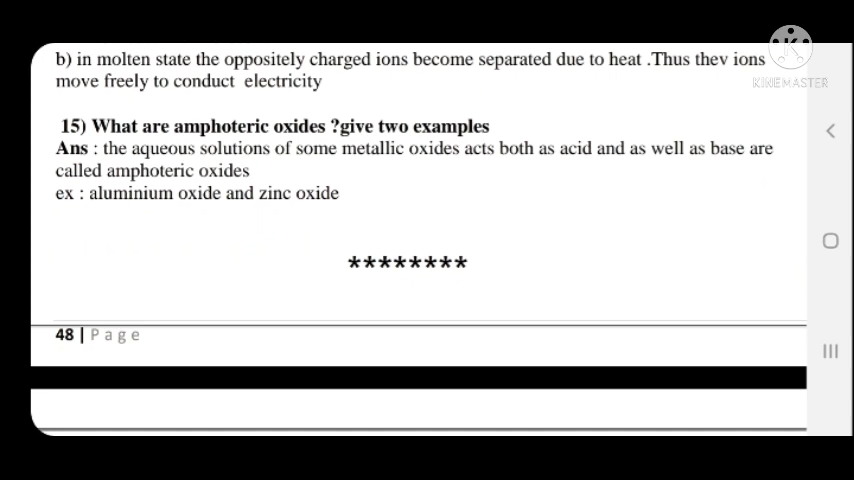 b) in molten state the oppositely charged ions become separated due to heat .Thus thev ions
move freely to conduct electricity
15) What are amphoteric oxides ?give two examples
Ans : the aqueous solutions of some metallic oxides acts both as acid and as well as base are
called amphoteric oxides
ex : aluminium oxide and zinc oxide
********
48 | Page
K
KINEMASTER